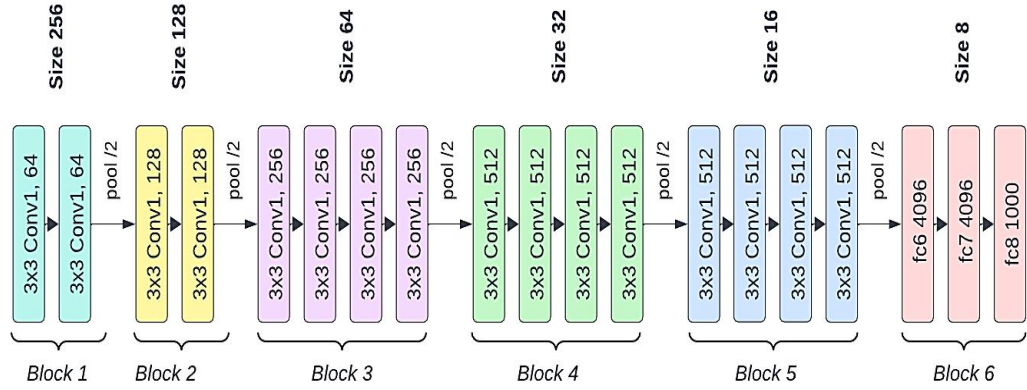 Size 256
Size 128
Size 64
Size 32
Size 16
Size 8
3x3 Conv1, 64
3x3 Conv1, 64
pool /2
3x3 Conv1, 128
3x3 Conv1, 128
pool /2
3x3 Conv1, 256
3x3 Conv1, 256
3x3 Conv1, 256
3x3 Conv1, 256
pool /2
3x3 Conv1, 512
3x3 Conv1, 512
3x3 Conv1, 512
3x3 Conv1, 512
pool /2
3x3 Conv1, 512
3x3 Conv1, 512
3x3 Conv1, 512
3x3 Conv1, 512
pool /2
fc6 4096
fc7 4096
fc8 1000
Block 1
Block 2
Block 3
Block 4
Block 5
Block 6